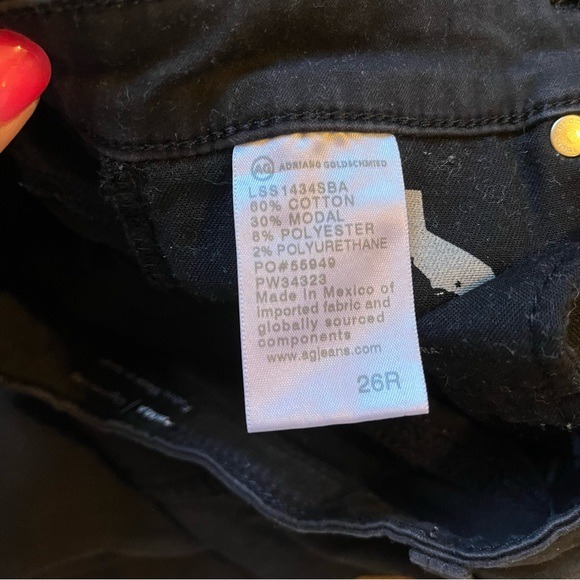 AG ADRIANO GOLDSCHMIED
LSS1434SBA
60% COTTON
30% MODAL
8% POLYESTER
2% POLYURETHANE
PO#55949
PW34323
Made in Mexico of
imported fabric and
globally sourced
components
www.agjeans.com
26R